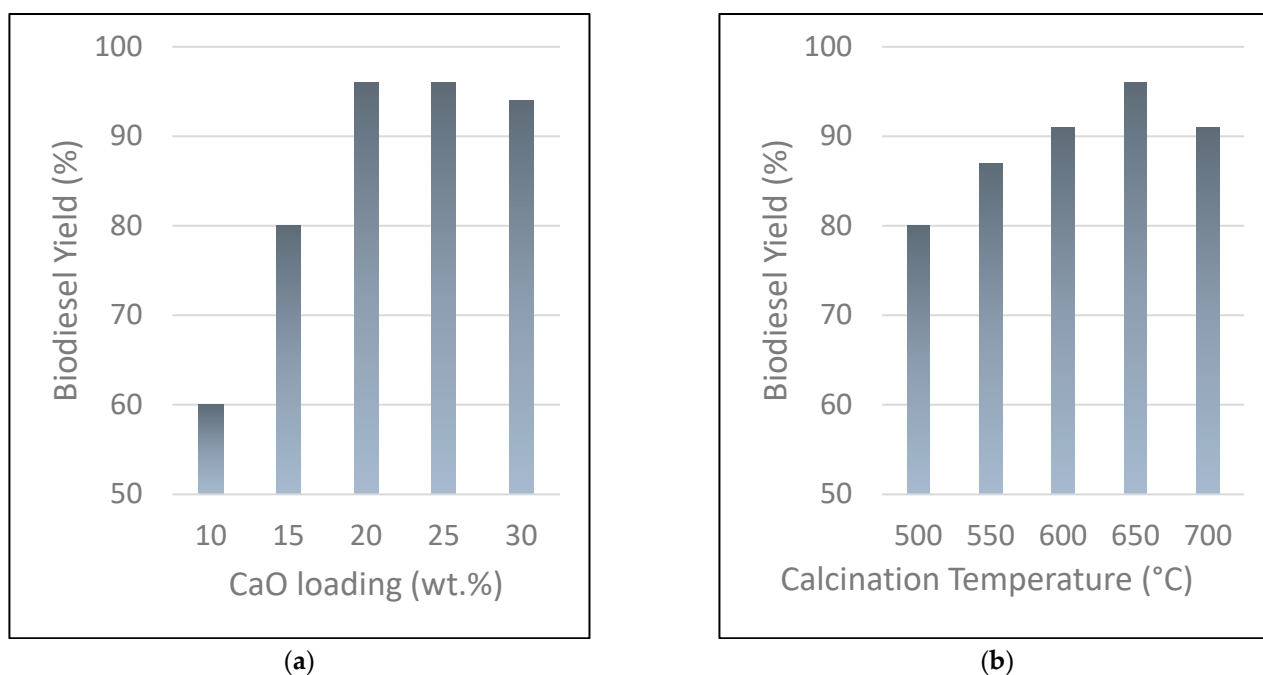 100
90
80
70
60
50
Biodiesel Yield (%)
10 15 20 25 30
CaO loading (wt.%)
(a)
100
90
80
70
60
50
Biodiesel Yield (%)
500 550 600 650 700
Calcination Temperature (°C)
(b)